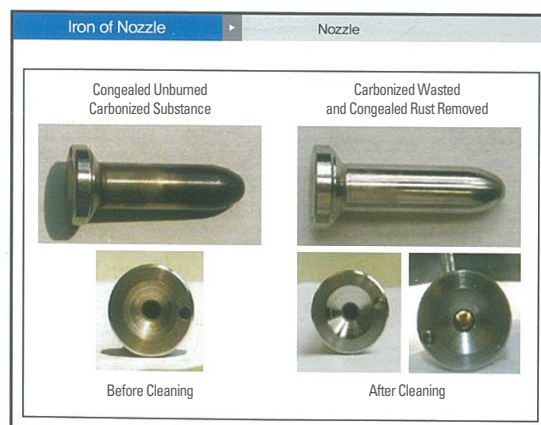 Iron of Nozzle
Nozzle
Congealed Unburned
Carbonized Substance
Carbonized Wasted
and Congealed Rust Removed
Before Cleaning
After Cleaning